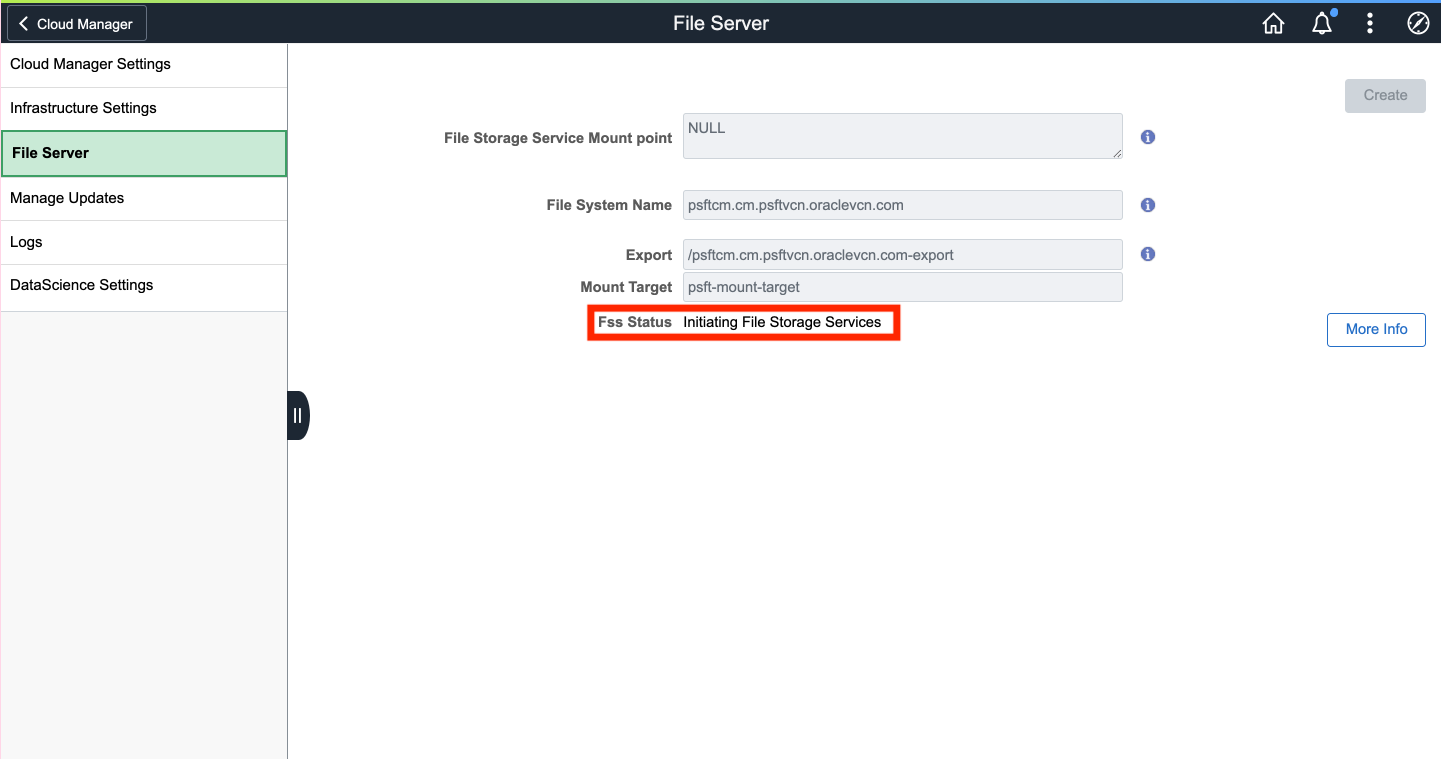 Cloud Manager
File Server
Cloud Manager Settings
Infrastructure Settings
File Server
Manage Updates
Logs
DataScience Settings
Create
File Storage Service Mount point NULL
File System Name psftcm.cm.psftvcn.oraclevcn.com
Export /psftcm.cm.psftvcn.oraclevcn.com-export
Mount Target psft-mount-target
Fss Status Initiating File Storage Services
More Info